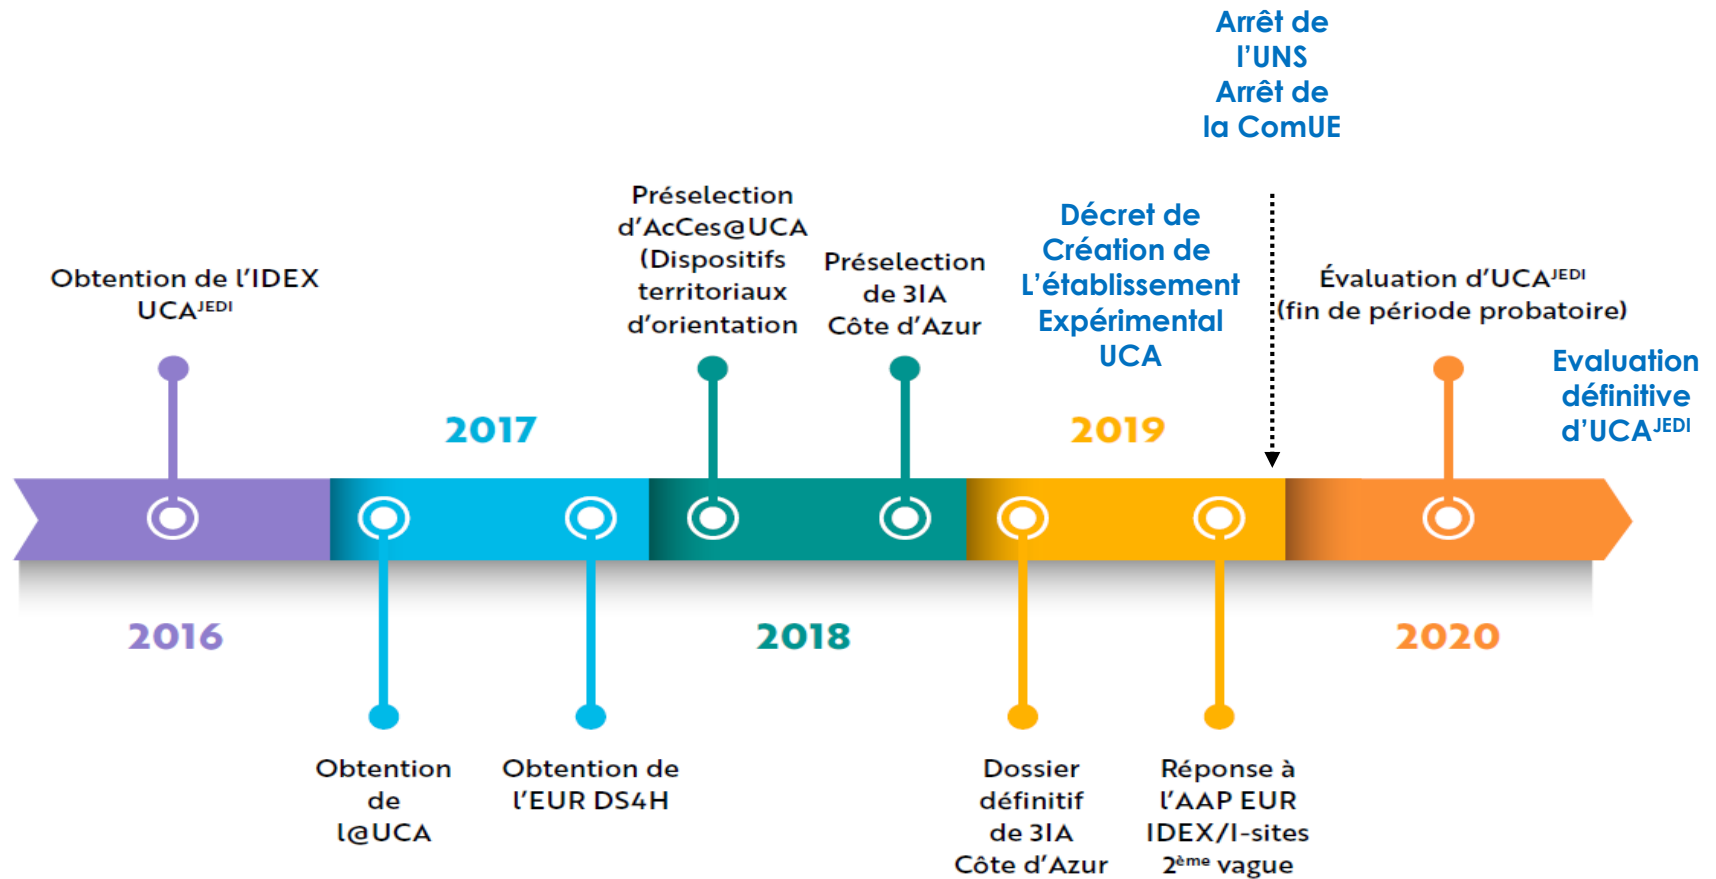 Arrêt de
l’UNS
Arrêt de
la ComUE
Obtention de l’IDEX
UCAJEDI
Préselection
d’AcCes@UCA
(Dispositifs
territoriaux
d’orientation
Préselection
de 3IA
Côte d’Azur
Décret de
Création de
L’établissement
Expérimental
UCA
Évaluation d’UCAJEDI
(fin de période probatoire)
Evaluation
définitive
d’UCAJEDI
2017
2019
2016
2018
2020
Obtention
de
l@UCA
Obtention de
l’EUR DS4H
Dossier
définitif
de 3IA
Côte d’Azur
Réponse à
l’AAP EUR
IDEX/I-sites
2ème vague